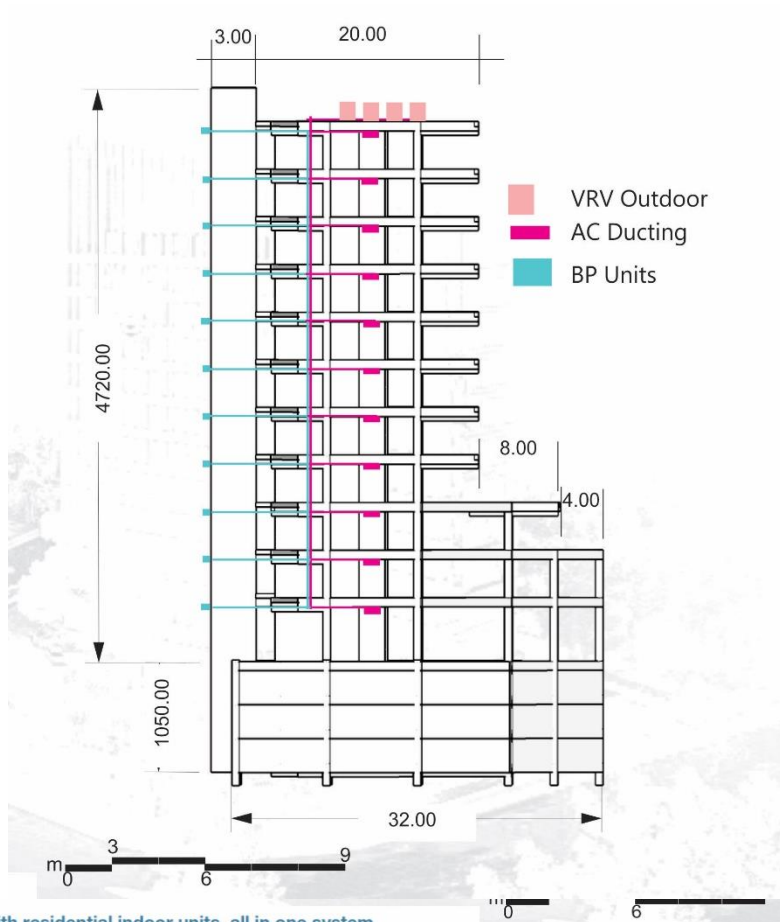 3.00
20.00
VRV Outdoor
AC Ducting
BP Units
4720.00
8.00
4.00
1050.00
32.00
m
3
9
0
6
m
0
6
residential indoor units, all in one system